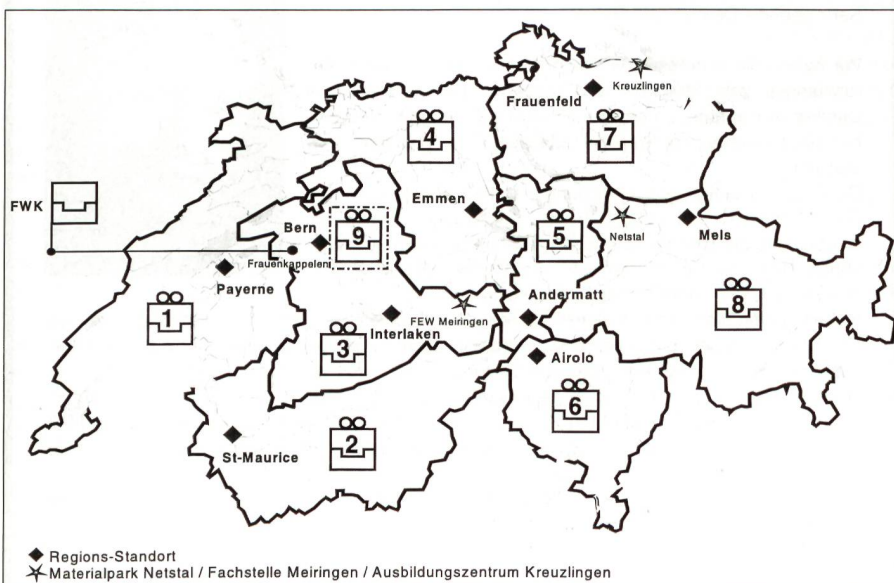 Kreuzlingen
Frauenfeld
4
7
FWK
Emmen
Bern
9
5
Netstal
Mels
Frauenkappelen
Payerne
Andermatt
8
1
FEW Meiringen
Interlaken
3
Airolo
6
2
St-Maurice
Regions-Standort
Materialpark Netstal / Fachstelle Meiringen / Ausbildungszentrum Kreuzlingen